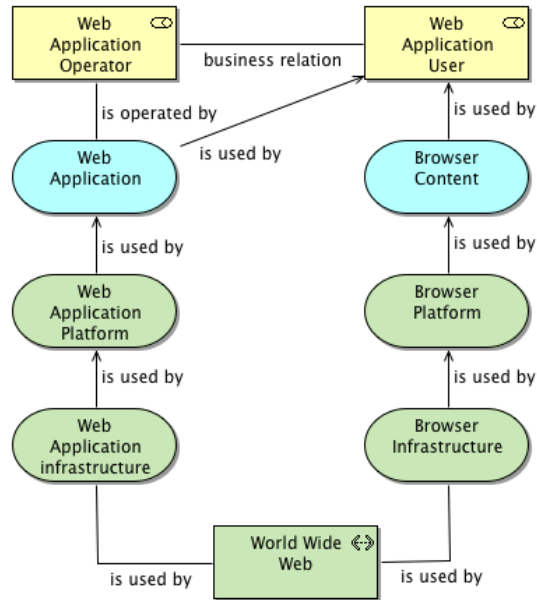 Web
Application
Operator
business relation
Web
Application
User
is operated by
is used by
is used by
Web
Application
Browser
Content
is used by
is used by
Web
Application
Platform
Browser
Platform
is used by
is used by
Web
Application
infrastructure
Browser
Infrastructure
World Wide
Web
is used by
is used by